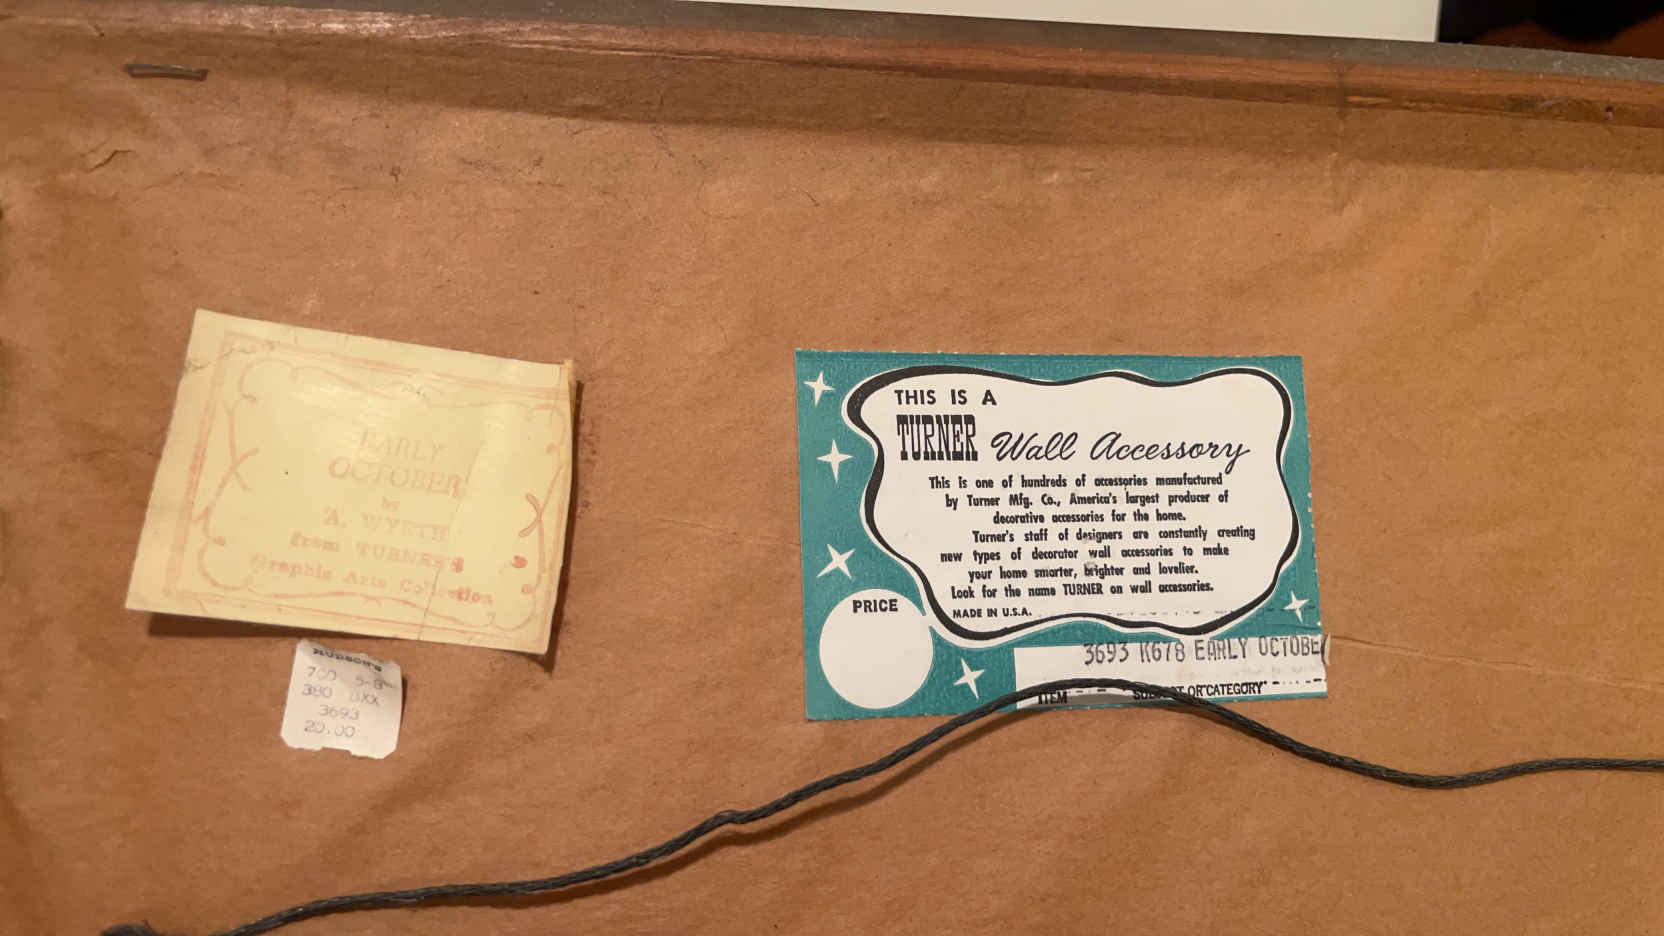 EARLY
OCTOBER
by
A. WYETH
from TURNER'S
Graphic Arts Collection
HUDSON'S
700 5-8
380 UXX
3693
20.00
THIS IS A
TURNER Wall Accessory
This is one of hundreds of accessories manufactured
by Turner Mfg. Co., America's largest producer of
decorative accessories for the home.
Turner's staff of designers are constantly creating
new types of decorator wall accessories to make
your home smarter, brighter and lovelier.
Look for the name TURNER on wall accessories.
MADE IN U.S.A.
PRICE
3693 K678 EARLY OCTOBE
ITEM SUBJECT OR CATEGORY